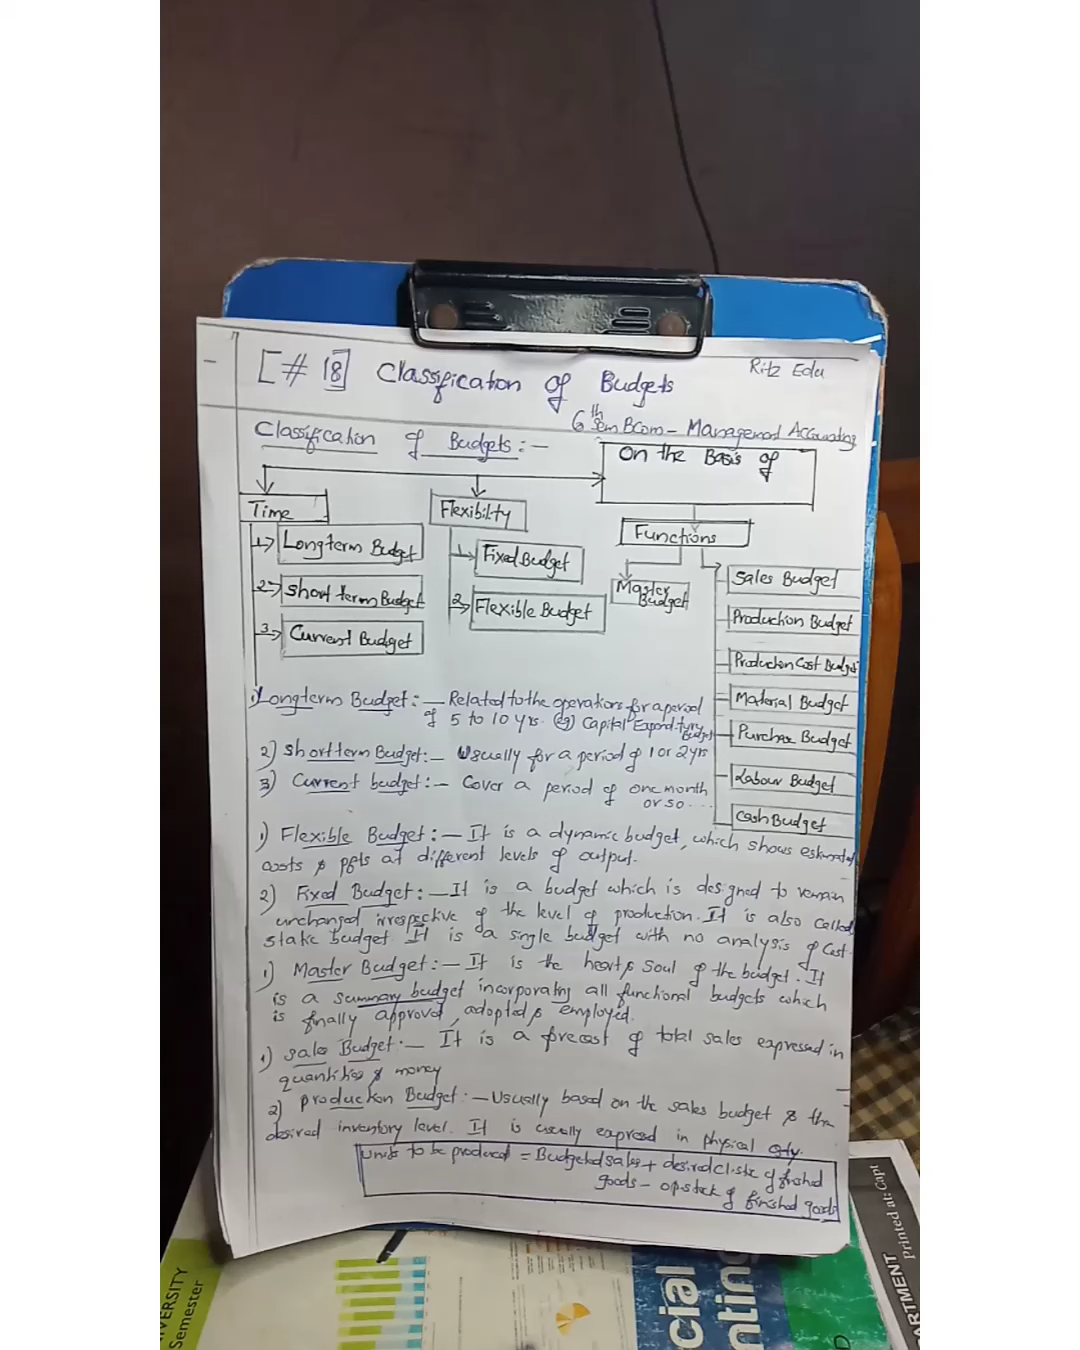 [# 18] Classification of Budgets
Ritz Edu
6th Sem BCom - Management Accounting
Classification of Budgets :-
On the Basis of
Time
Flexibility
Functions
1) Longterm Budget
2) Short term Budget
3) Current Budget
1) Fixed Budget
2) Flexible Budget
Master Budget
Sales Budget
Production Budget
Production Cost Budget
Material Budget
Purchase Budget
Labour Budget
Cash Budget
1) Longterm Budget :- Related to the operations for a period
of 5 to 10 yrs. (eg) Capital Expenditure Budget
2) Short term Budget :- Usually for a period of 1 or 2 yrs
3) Current budget :- Cover a period of one month
or so ....
1) Flexible Budget :- It is a dynamic budget, which shows estimated
costs & pfts at different levels of output.
2) Fixed Budget :- It is a budget which is designed to remain
unchanged irrespective of the level of production. It is also called
static budget. It is a single budget with no analysis of Cost.
1) Master Budget :- It is the heart & soul of the budget. It
is a summary budget incorporating all functional budgets which
is finally approved, adopted & employed.
1) Sales Budget :- It is a forecast of total sales expressed in
quantities & money
2) Production Budget :- Usually based on the sales budget & the
desired inventory level. It is usually expressed in physical qty.
Units to be produced = Budgeted sales + desired cl. stk of finished
goods - op. stock of finished goods
VERSITY
Semester
cial
ntin
ARTMENT
Printed at: Capt